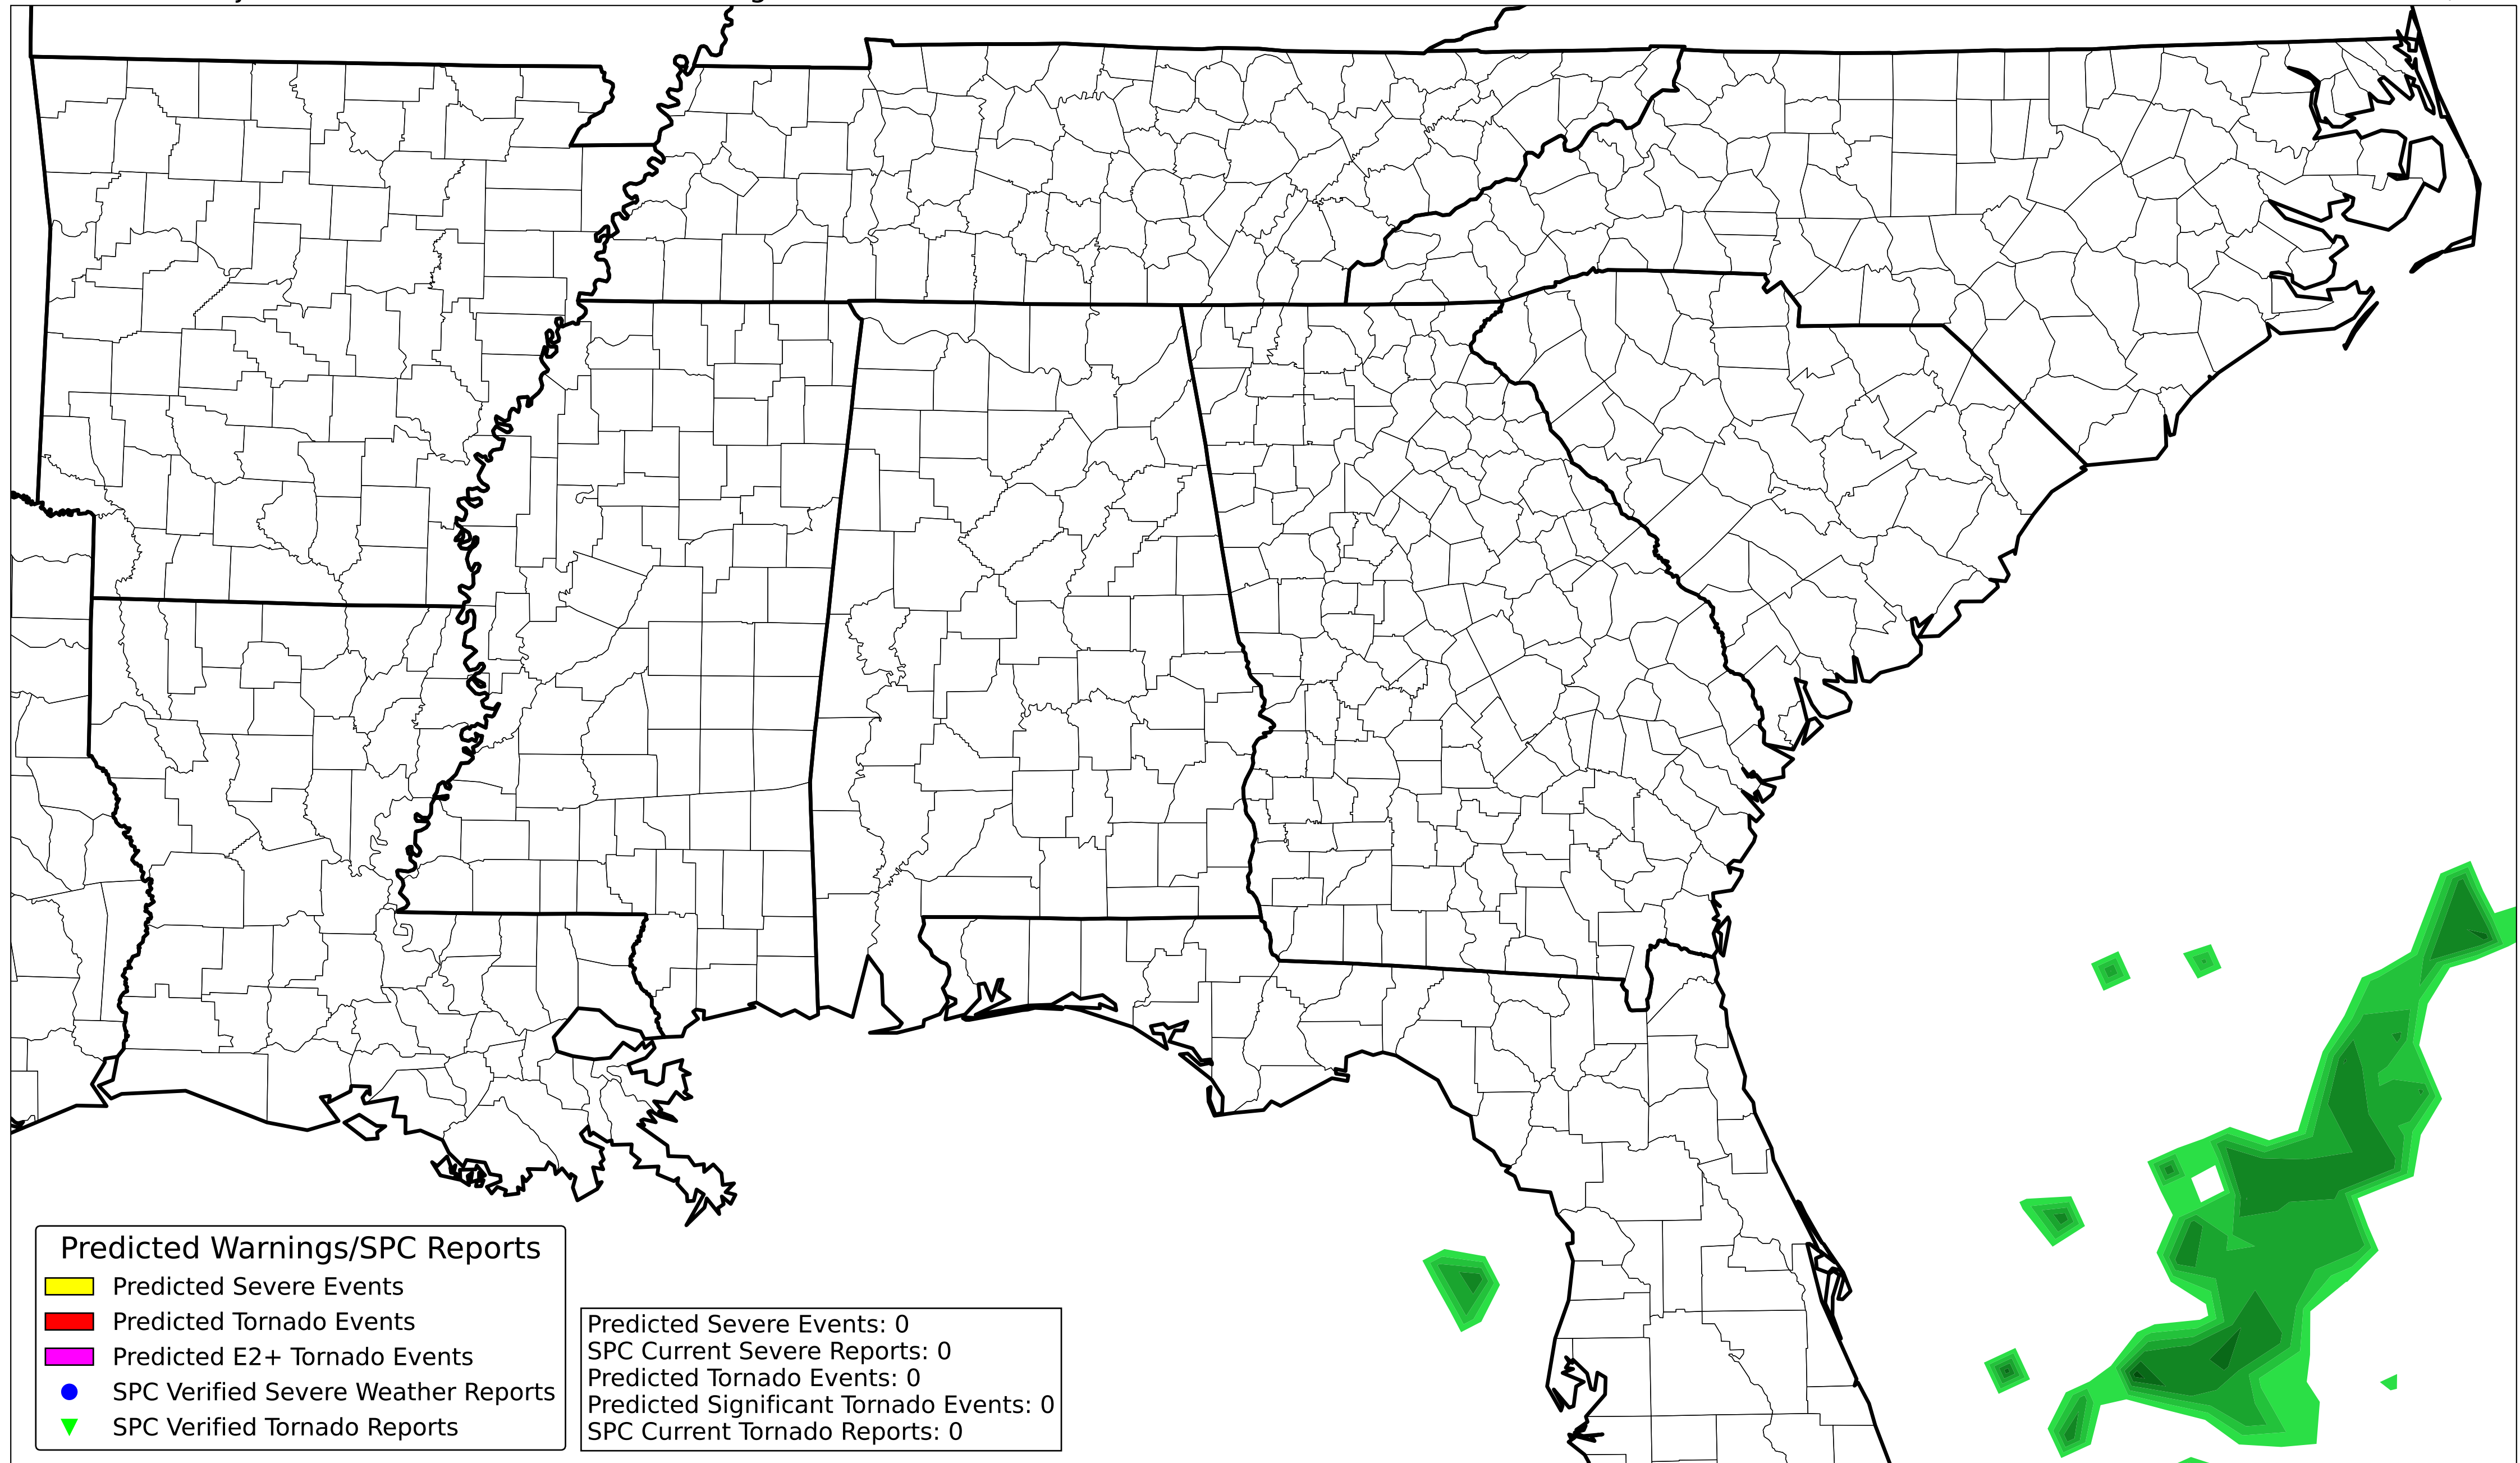 Predicted Warnings/SPC Reports
Predicted Severe Events
Predicted Tornado Events
Predicted E2+ Tornado Events
SPC Verified Severe Weather Reports
SPC Verified Tornado Reports
Predicted Severe Events: 0
SPC Current Severe Reports: 0
Predicted Tornado Events: 0
Predicted Significant Tornado Events: 0
SPC Current Tornado Reports: 0